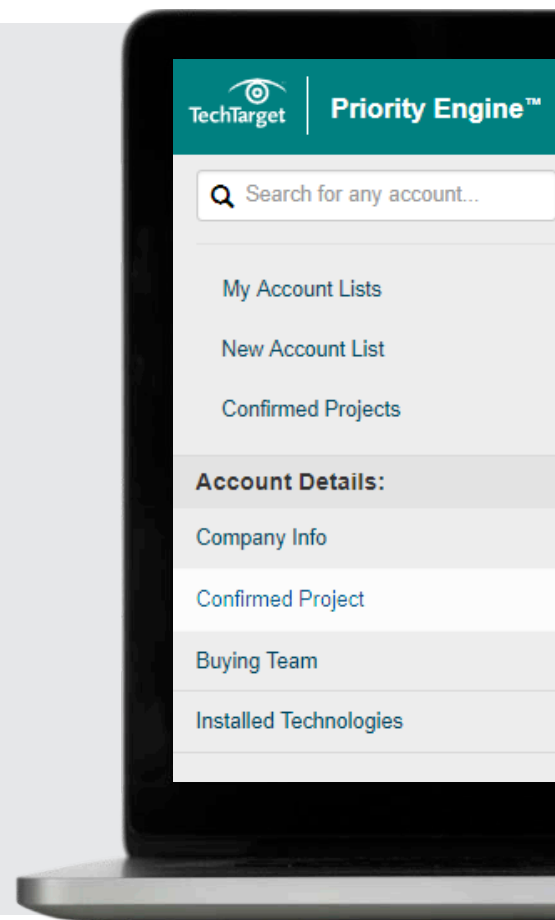 TechTarget
Priority Engine™
Search for any account...
My Account Lists
New Account List
Confirmed Projects
Account Details:
Company Info
Confirmed Project
Buying Team
Installed Technologies